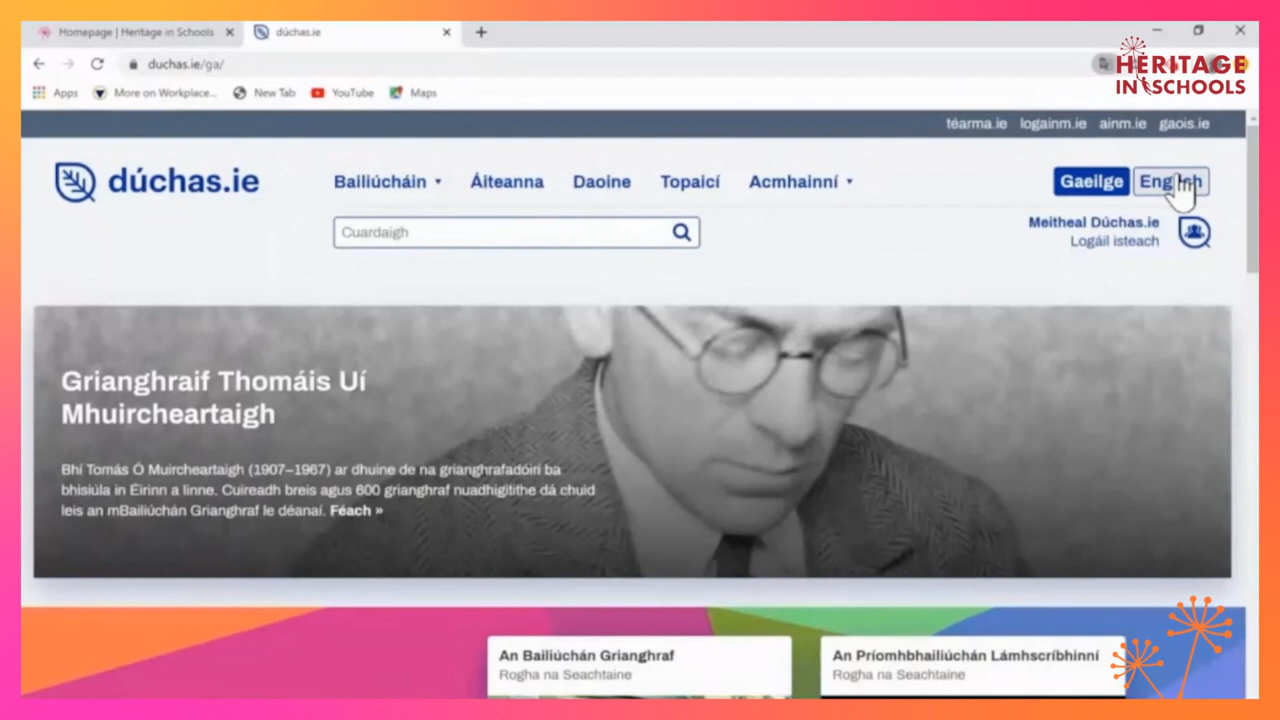 Homepage | Heritage in Schools
dúchas.ie
duchas.ie/ga/
HERITAGE
IN SCHOOLS
Apps More on Workplace... New Tab YouTube Maps
téarma.ie logainm.ie ainm.ie gaois.ie
dúchas.ie
Bailiúcháin Áiteanna Daoine Topaicí Acmhainní
Gaeilge English
Cuardaigh
Meitheal Dúchas.ie
Logáil isteach
Grianghraif Thomáis Uí
Mhuircheartaigh
Bhí Tomás Ó Muircheartaigh (1907–1967) ar dhuine de na grianghrafadóirí ba
bhisiúla in Éirinn a linne. Cuireadh breis agus 600 grianghraf nuadhigitithe dá chuid
leis an mBailiúchán Grianghraf le déanaí. Féach »
An Bailiúchán Grianghraf
Rogha na Seachtaine
An Príomhbhailiúchán Lámhscríbhinní
Rogha na Seachtaine